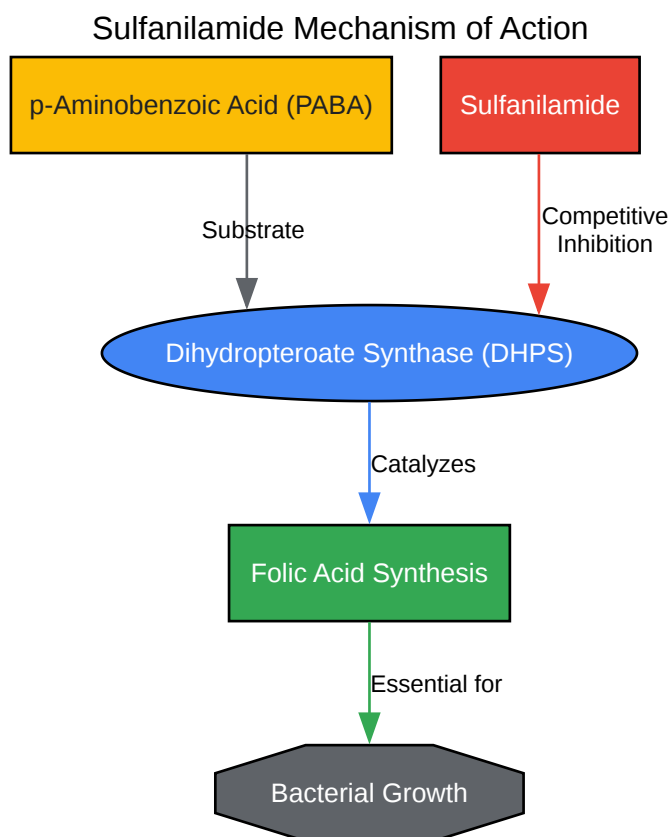 Sulfanilamide Mechanism of Action
p-Aminobenzoic Acid (PABA)
Sulfanilamide
Substrate
Competitive
Inhibition
Dihydropteroate Synthase (DHPS)
Catalyzes
Folic Acid Synthesis
Essential for
Bacterial Growth